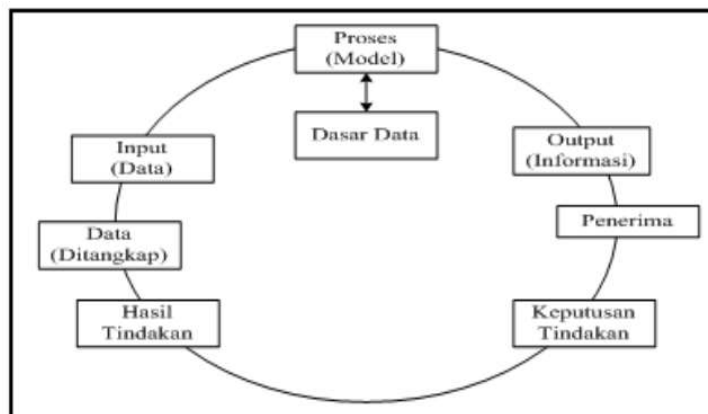 Proses
(Model)
Dasar Data
Input
(Data)
Output
(Informasi)
Data
(Ditangkap)
Penerima
Hasil
Tindakan
Keputusan
Tindakan